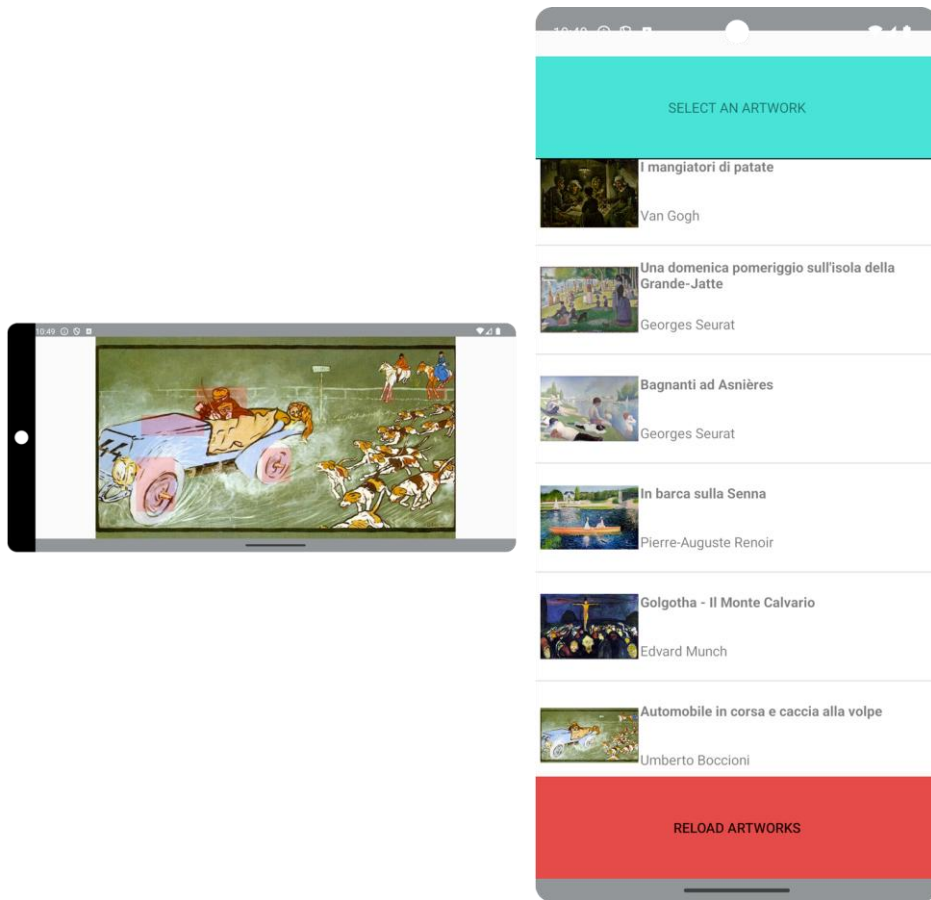 10:49
44
SELECT AN ARTWORK
I mangiatori di patate
Van Gogh
Una domenica pomeriggio sull'isola della
Grande-Jatte
Georges Seurat
Bagnanti ad Asnières
Georges Seurat
In barca sulla Senna
Pierre-Auguste Renoir
Golgotha - Il Monte Calvario
Edvard Munch
Automobile in corsa e caccia alla volpe
Umberto Boccioni
RELOAD ARTWORKS